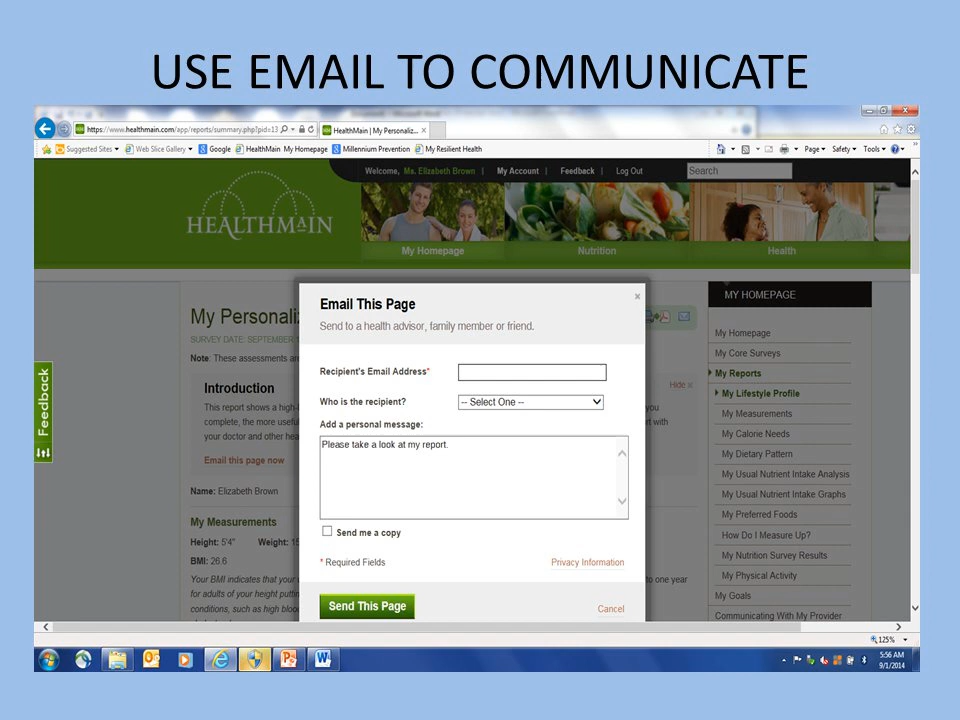 USE EMAIL TO COMMUNICATE
https://www.healthmain.com/app/reports/summary.php?pid=13
HealthMain | My Personaliz...
Suggested Sites
Web Slice Gallery
Google
HealthMain My Homepage
Millennium Prevention
My Resilient Health
Page
Safety
Tools
Welcome, Ms. Elizabeth Brown | My Account | Feedback | Log Out
Search
HEALTHMAIN
My Homepage
Nutrition
Health
My Personaliz
SURVEY DATE: SEPTEMBER 1
Note: These assessments are
Introduction
Hide x
This report shows a high-l
you
complete, the more useful
rt with
your doctor and other hea
Email this page now
Name: Elizabeth Brown
My Measurements
Height: 5'4" Weight: 15
BMI: 26.6
Your BMI indicates that your w
to one year
for adults of your height puttin
conditions, such as high bloo
Feedback
Email This Page
x
Send to a health advisor, family member or friend.
Recipient's Email Address*
Who is the recipient?
-- Select One --
Add a personal message:
Please take a look at my report.
Send me a copy
* Required Fields
Privacy Information
Send This Page
Cancel
MY HOMEPAGE
My Homepage
My Core Surveys
My Reports
My Lifestyle Profile
My Measurements
My Calorie Needs
My Dietary Pattern
My Usual Nutrient Intake Analysis
My Usual Nutrient Intake Graphs
My Preferred Foods
How Do I Measure Up?
My Nutrition Survey Results
My Physical Activity
My Goals
Communicating With My Provider
125%
5:56 AM
9/1/2014